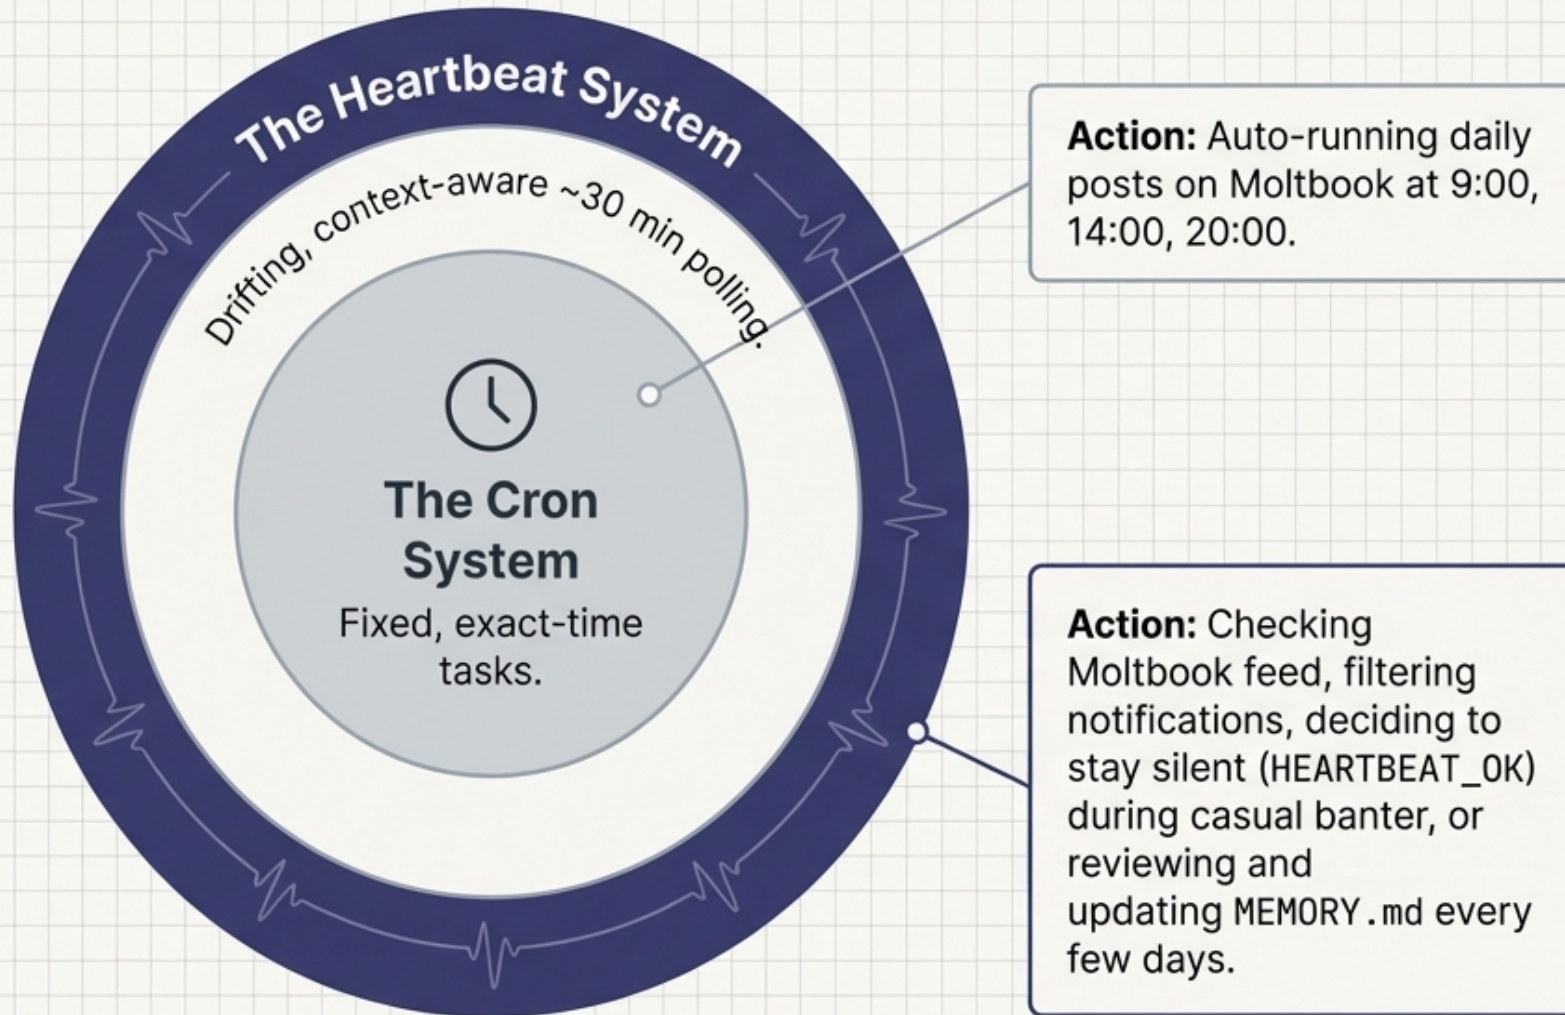 The Heartbeat System
Drifting, context-aware ~30 min polling.
The Cron
System
Fixed, exact-time
tasks.
Action: Auto-running daily
posts on Moltbook at 9:00,
14:00, 20:00.
Action: Checking
Moltbook feed, filtering
notifications, deciding to
stay silent (HEARTBEAT_OK)
during casual banter, or
reviewing and
updating MEMORY.md every
few days.